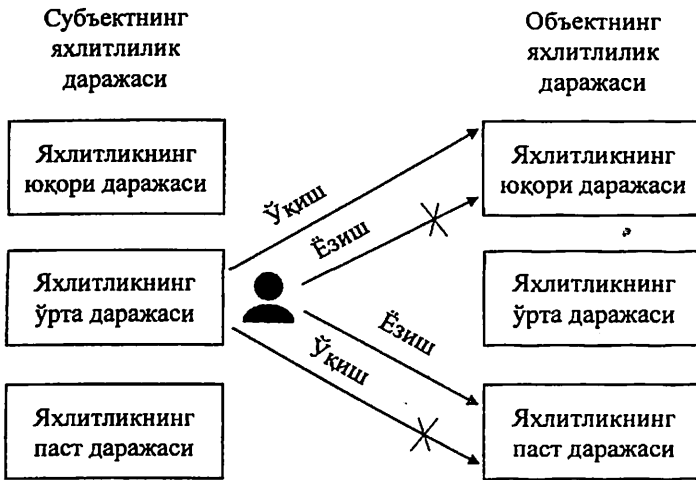 Субъектнинг
яхлитлилик
даражаси
Объектнинг
яхлитлилик
даражаси
Яхлитликнинг
юқори даражаси
Яхлитликнинг
юқори даражаси
Ўқиш
Ёзиш
Яхлитликнинг
ўрта даражаси
Яхлитликнинг
ўрта даражаси
Ёзиш
Ўқиш
Яхлитликнинг
паст даражаси
Яхлитликнинг
паст даражаси